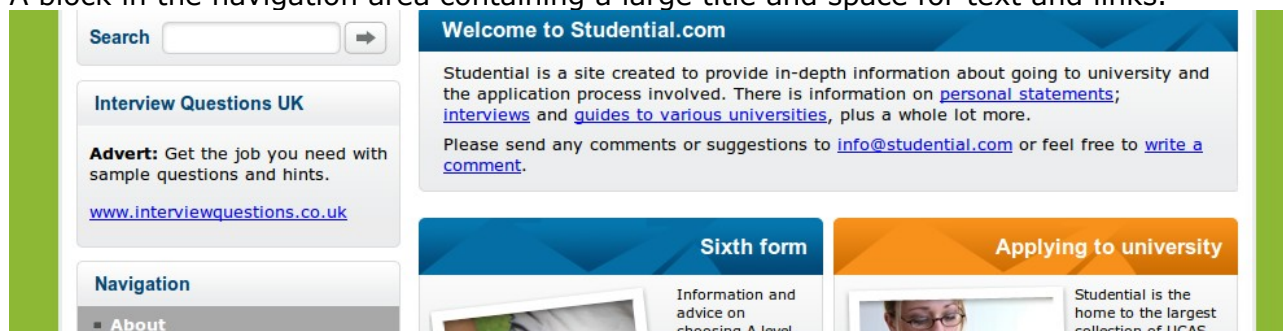 A block in the navigation area containing a large title and space for text and links.
Search
Interview Questions UK
Advert: Get the job you need with
sample questions and hints.
www.interviewquestions.co.uk
Navigation
About
Welcome to Studential.com
Studential is a site created to provide in-depth information about going to university and
the application process involved. There is information on personal statements;
interviews and guides to various universities, plus a whole lot more.
Please send any comments or suggestions to info@studential.com or feel free to write a
comment.
Sixth form
Information and
advice on
choosing A level
Applying to university
Studential is the
home to the largest
collection of UCAS